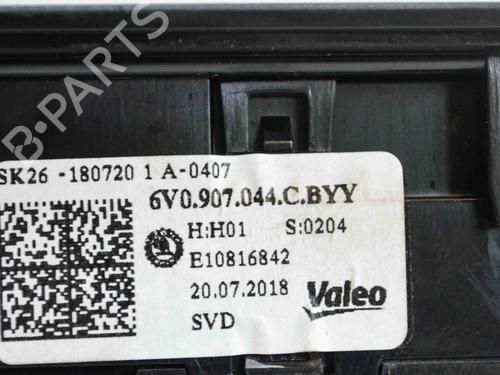 B-PARTS
SK26 -180720 1 A-0407
6V0.907.044.C.BYY
H:H01 S:0204
E10816842
20.07.2018 Valeo
SVD